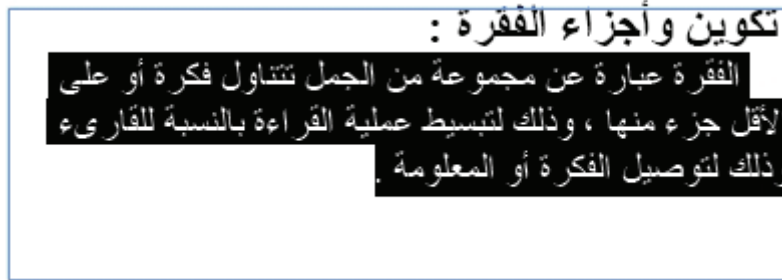 تكوين وأجزاء الفقرة :
الفقرة عبارة عن مجموعة من الجمل تتناول فكرة أو على
لأقل جزء منها ، وذلك لتبسيط عملية القراءة بالنسبة للقارىء
وذلك لتوصيل الفكرة أو المعلومة .